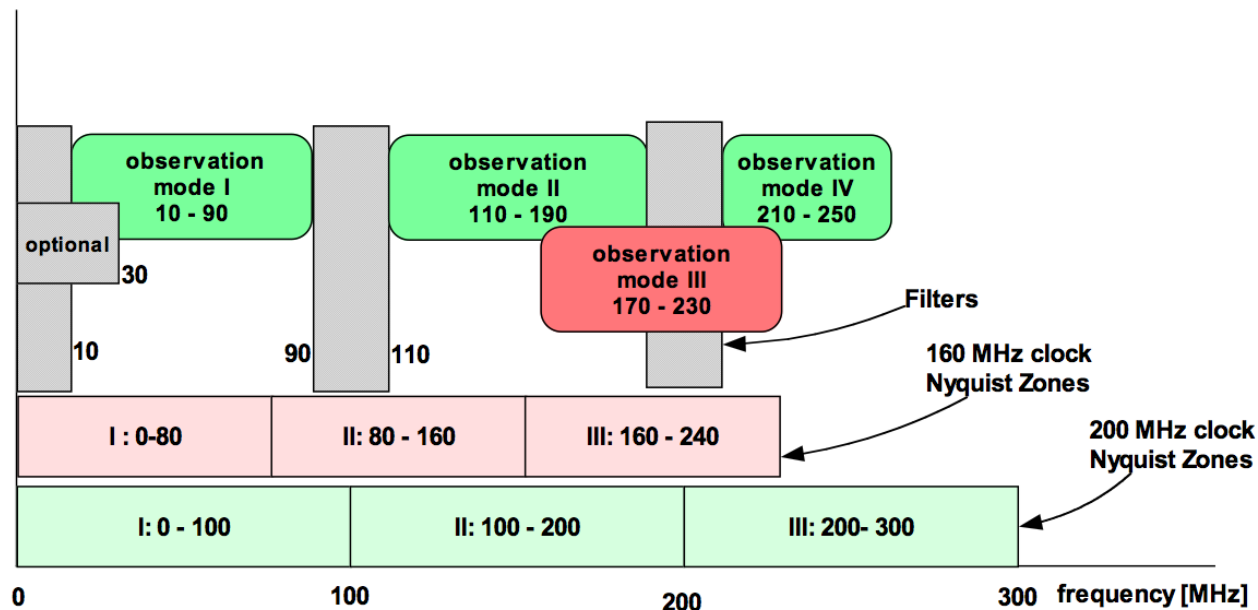 observation
mode I
10 - 90
observation
mode II
110 - 190
observation
mode IV
210 - 250
optional
30
observation
mode III
170 - 230
Filters
10
90
110
160 MHz clock
Nyquist Zones
I : 0-80
II: 80 - 160
III: 160 - 240
200 MHz clock
Nyquist Zones
I: 0 - 100
II: 100 - 200
III: 200- 300
0
100
200
300
frequency [MHz]